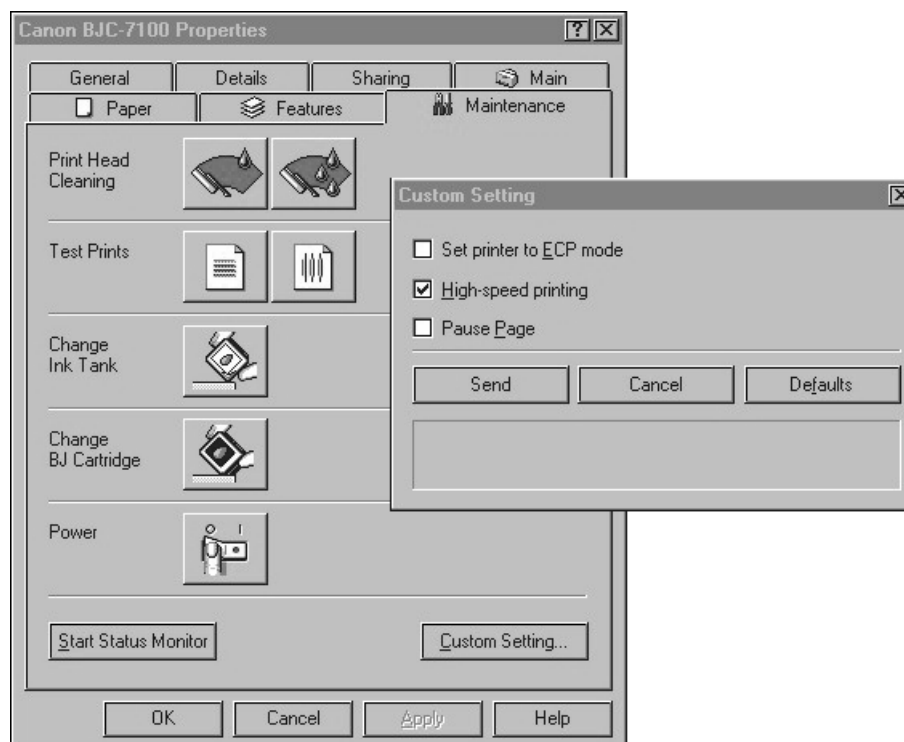 Canon BJC-7100 Properties
General Details Sharing Main
Paper Features Maintenance
Print Head
Cleaning
Test Prints
Change
Ink Tank
Change
BJ Cartridge
Power
Start Status Monitor
Custom Setting...
OK Cancel Apply Help
Custom Setting
Set printer to ECP mode
High-speed printing
Pause Page
Send Cancel Defaults